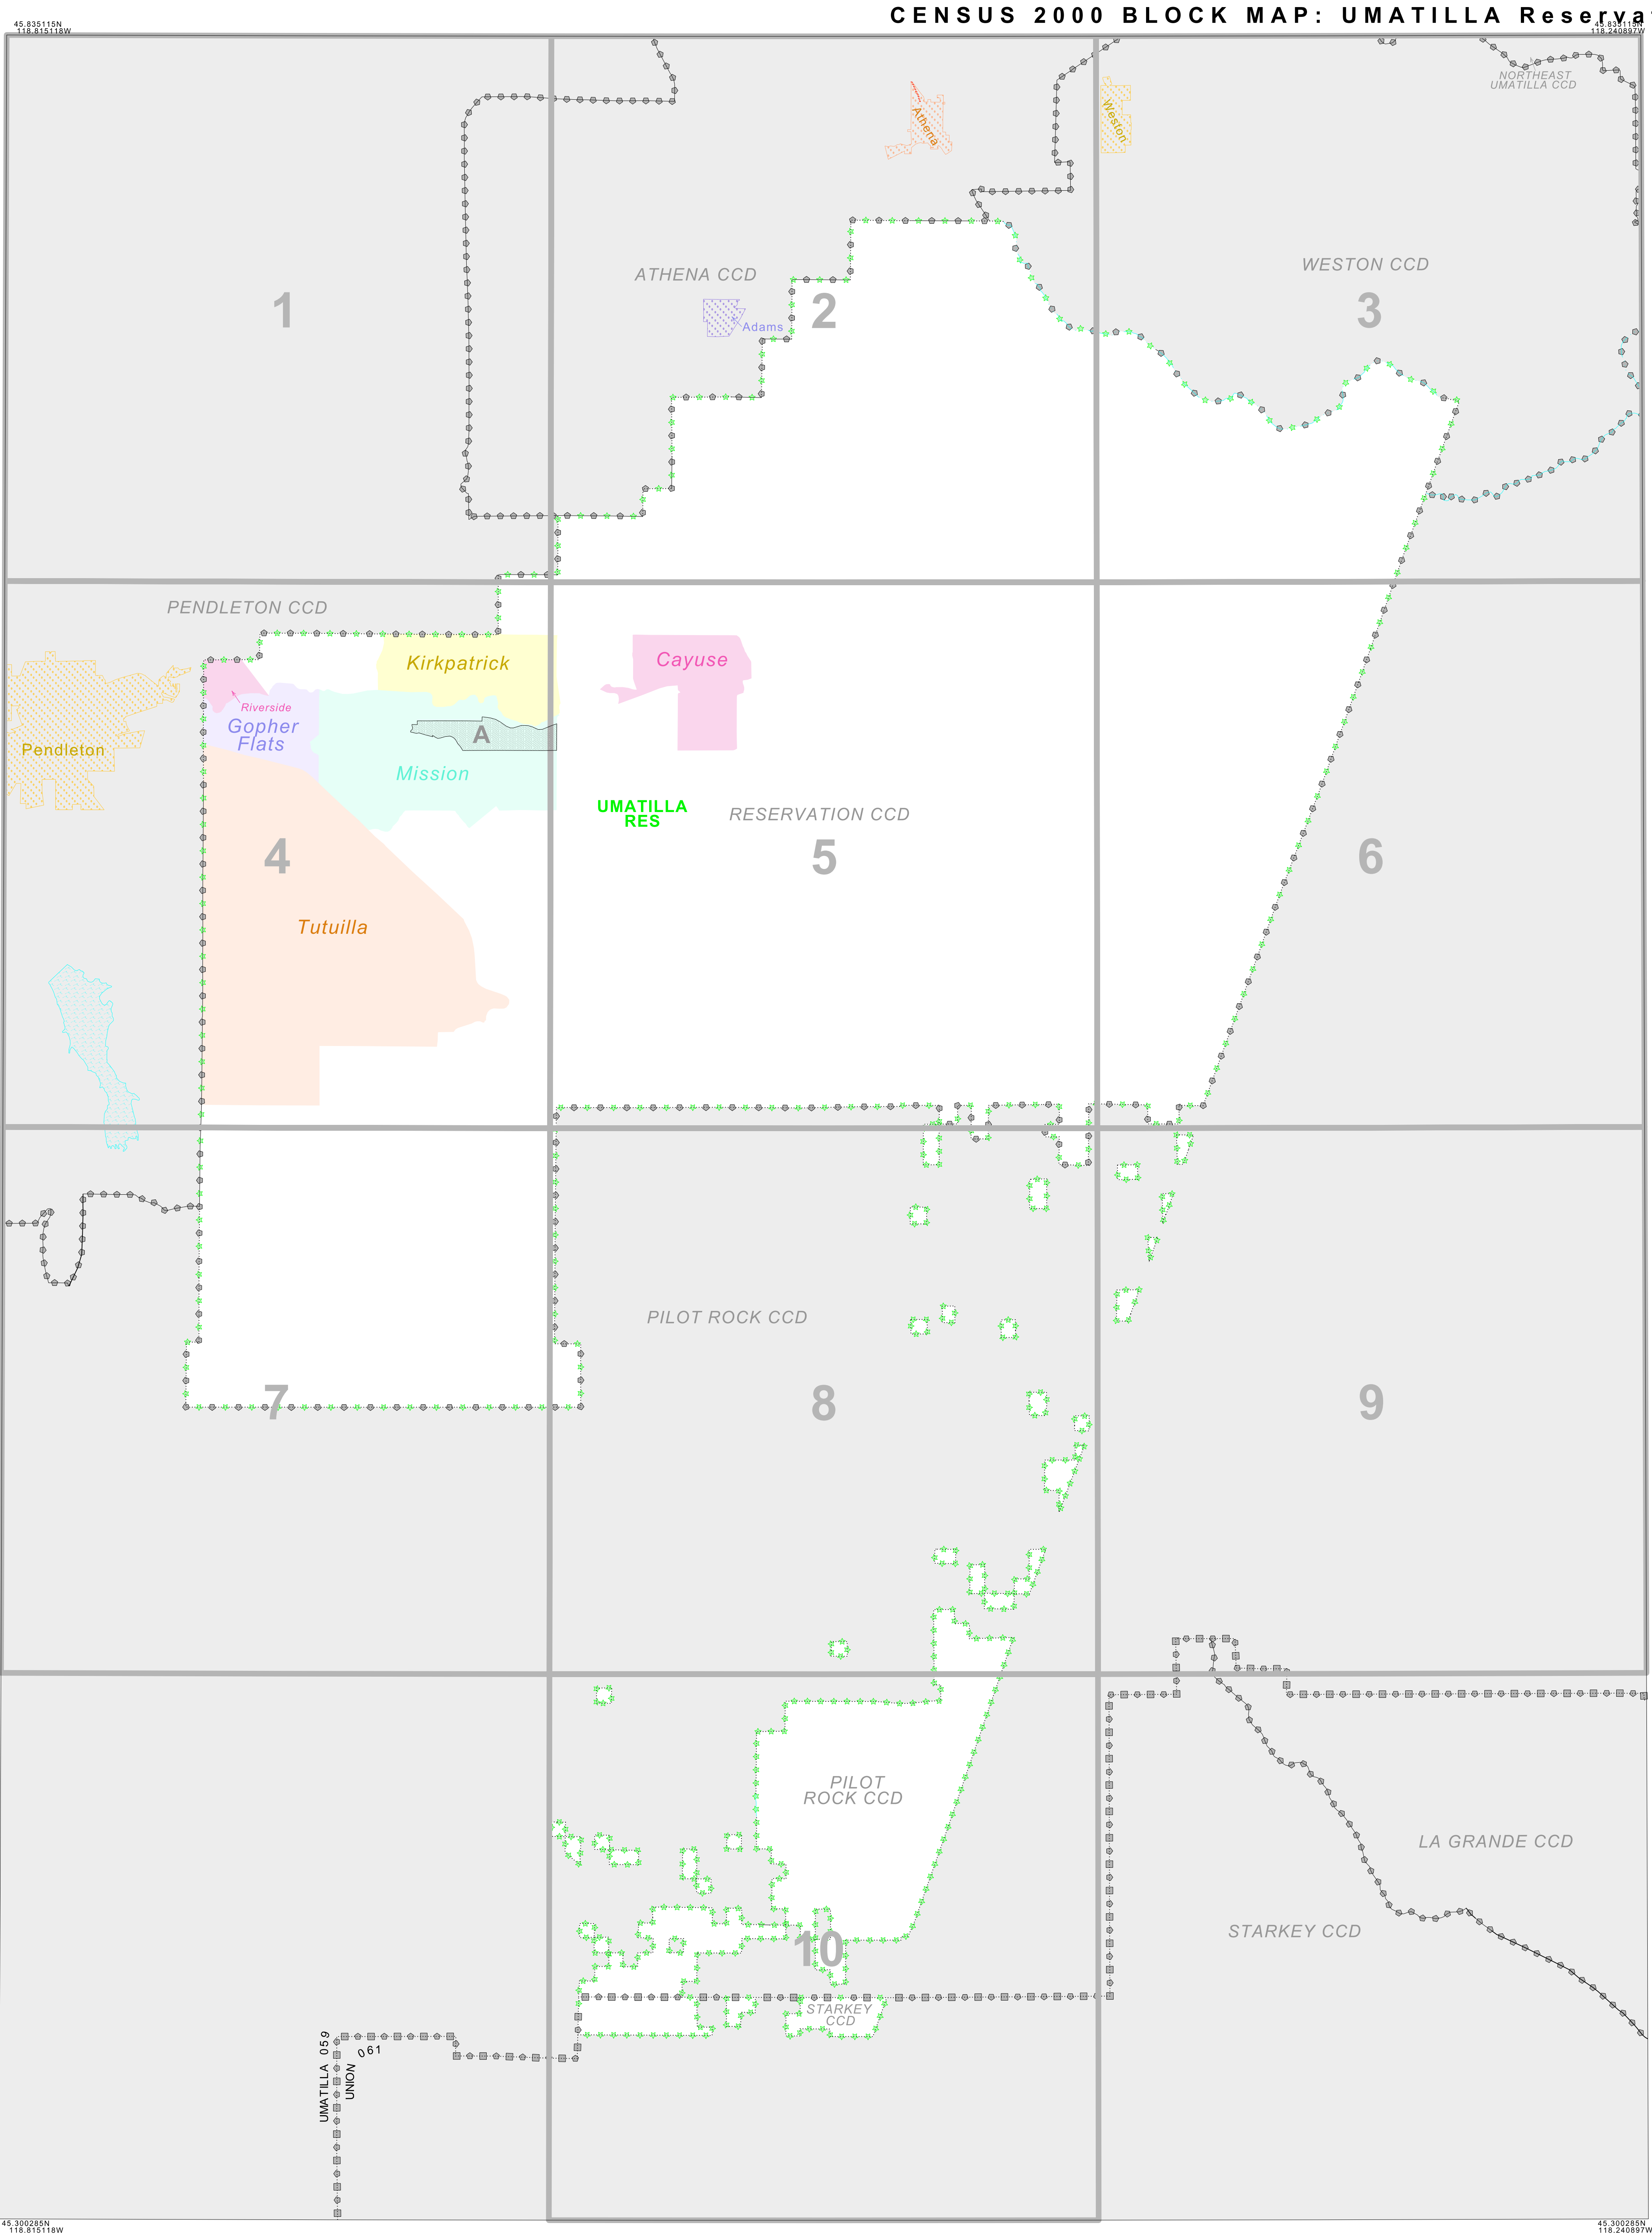 CENSUS 2000 BLOCK MAP: UMATILLA Reserva
45.835115N
118.815118W
45.835115N
118.240897W
NORTHEAST
UMATILLA CCD
Athena
Weston
ATHENA CCD
WESTON CCD
1
2
3
Adams
PENDLETON CCD
Kirkpatrick
Cayuse
Riverside
Gopher
Flats
A
Pendleton
Mission
UMATILLA
RES
RESERVATION CCD
4
5
6
Tutuilla
PILOT ROCK CCD
7
8
9
PILOT
ROCK CCD
LA GRANDE CCD
STARKEY CCD
10
STARKEY
CCD
UMATILLA 059
UNION 061
45.300285N
118.815118W
45.300285N
118.240897W